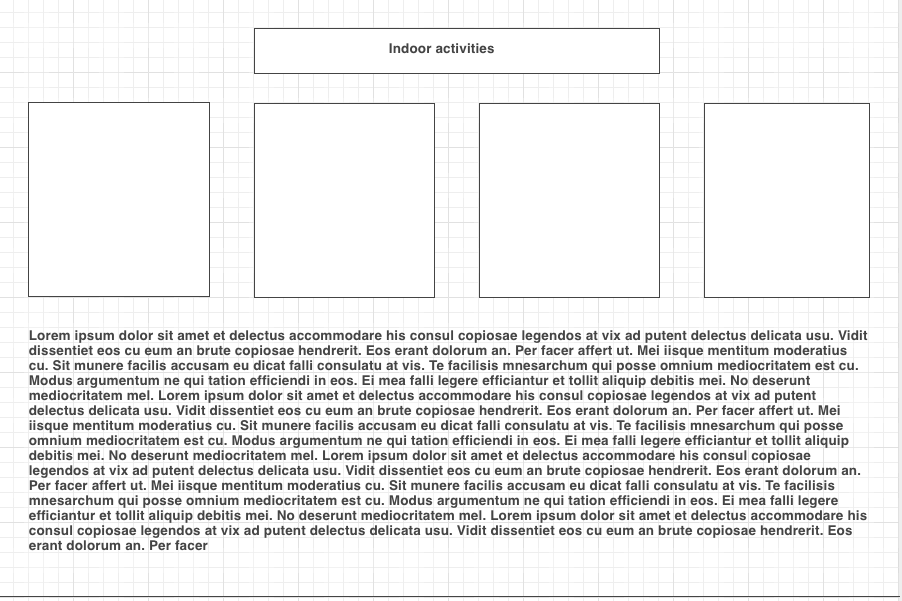 Indoor activities
Lorem ipsum dolor sit amet et delectus accommodare his consul copiosae legendos at vix ad putent delectus delicata usu. Vidit
dissentiet eos cu eum an brute copiosae hendrerit. Eos erant dolorum an. Per facer affert ut. Mei iisque mentitum moderatius
cu. Sit munere facilis accusam eu dicat falli consulatu at vis. Te facilisis mnesarchum qui posse omnium mediocritatem est cu.
Modus argumentum ne qui tation efficiendi in eos. Ei mea falli legere efficiantur et tollit aliquip debitis mei. No deserunt
mediocritatem mel. Lorem ipsum dolor sit amet et delectus accommodare his consul copiosae legendos at vix ad putent
delectus delicata usu. Vidit dissentiet eos cu eum an brute copiosae hendrerit. Eos erant dolorum an. Per facer affert ut. Mei
iisque mentitum moderatius cu. Sit munere facilis accusam eu dicat falli consulatu at vis. Te facilisis mnesarchum qui posse
omnium mediocritatem est cu. Modus argumentum ne qui tation efficiendi in eos. Ei mea falli legere efficiantur et tollit aliquip
debitis mei. No deserunt mediocritatem mel. Lorem ipsum dolor sit amet et delectus accommodare his consul copiosae
legendos at vix ad putent delectus delicata usu. Vidit dissentiet eos cu eum an brute copiosae hendrerit. Eos erant dolorum an.
Per facer affert ut. Mei iisque mentitum moderatius cu. Sit munere facilis accusam eu dicat falli consulatu at vis. Te facilisis
mnesarchum qui posse omnium mediocritatem est cu. Modus argumentum ne qui tation efficiendi in eos. Ei mea falli legere
efficiantur et tollit aliquip debitis mei. No deserunt mediocritatem mel. Lorem ipsum dolor sit amet et delectus accommodare his
consul copiosae legendos at vix ad putent delectus delicata usu. Vidit dissentiet eos cu eum an brute copiosae hendrerit. Eos
erant dolorum an. Per facer